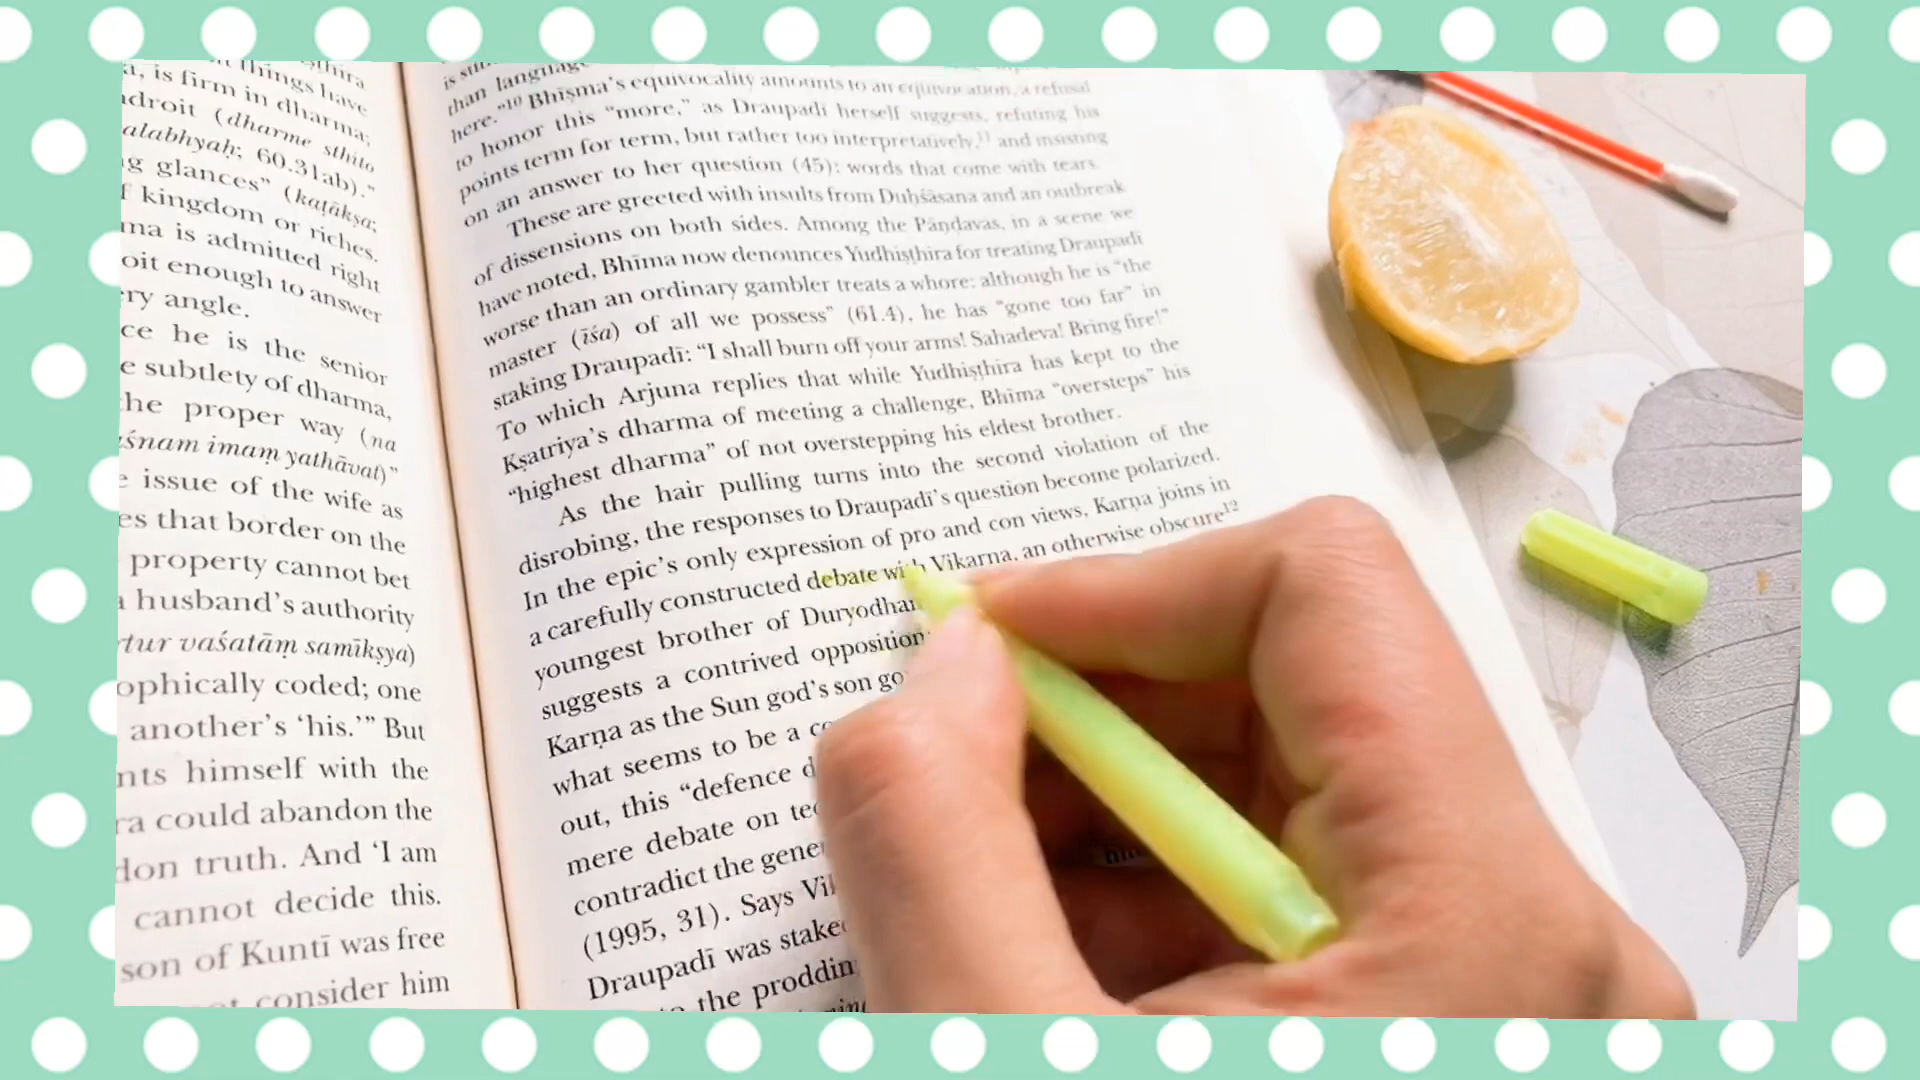 t things have
a, is firm in dharma;
adroit (dharme sthito
alabhyaḥ; 60.31ab)."
ng glances" (kaṭākṣa;
f kingdom or riches.
ma is admitted right
oit enough to answer
ery angle.
ce he is the senior
e subtlety of dharma,
the proper way (na
aśnam imaṃ yathāvat)"
e issue of the wife as
es that border on the
property cannot bet
a husband's authority
rtur vaśatāṃ samīkṣya)
ophically coded; one
another's 'his.'" But
nts himself with the
ra could abandon the
don truth. And 'I am
cannot decide this.
son of Kuntī was free
consider him
than language
here."10 Bhīṣma's equivocality amounts to an equivocation, a refusal
to honor this "more," as Draupadī herself suggests, refuting his
points term for term, but rather too interpretatively,11 and insisting
on an answer to her question (45): words that come with tears.
These are greeted with insults from Duḥśāsana and an outbreak
of dissensions on both sides. Among the Pāṇḍavas, in a scene we
have noted, Bhīma now denounces Yudhiṣṭhira for treating Draupadī
worse than an ordinary gambler treats a whore: although he is "the
master (īśa) of all we possess" (61.4), he has "gone too far" in
staking Draupadī: "I shall burn off your arms! Sahadeva! Bring fire!"
To which Arjuna replies that while Yudhiṣṭhira has kept to the
Kṣatriya's dharma of meeting a challenge, Bhīma "oversteps" his
"highest dharma" of not overstepping his eldest brother.
As the hair pulling turns into the second violation of the
disrobing, the responses to Draupadī's question become polarized.
In the epic's only expression of pro and con views, Karṇa joins in
a carefully constructed debate with Vikarṇa, an otherwise obscure12
youngest brother of Duryodhan
suggests a contrived opposition
Karṇa as the Sun god's son go
what seems to be a co
out, this "defence d
mere debate on tec
contradict the gene
(1995, 31). Says Vi
Draupadī was stake
the proddin